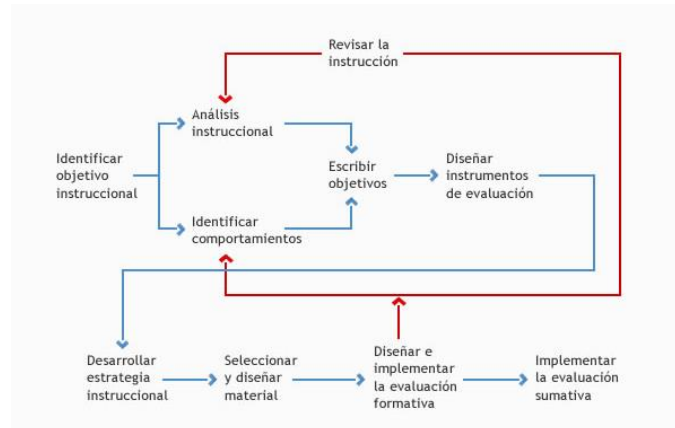 Revisar la
instrucción
Análisis
instruccional
Identificar
objetivo
instruccional
Escribir
objetivos
Diseñar
instrumentos
de evaluación
Identificar
comportamientos
Desarrollar
estrategia
instruccional
Seleccionar
y diseñar
material
Diseñar e
implementar
la evaluación
formativa
Implementar
la evaluación
sumativa